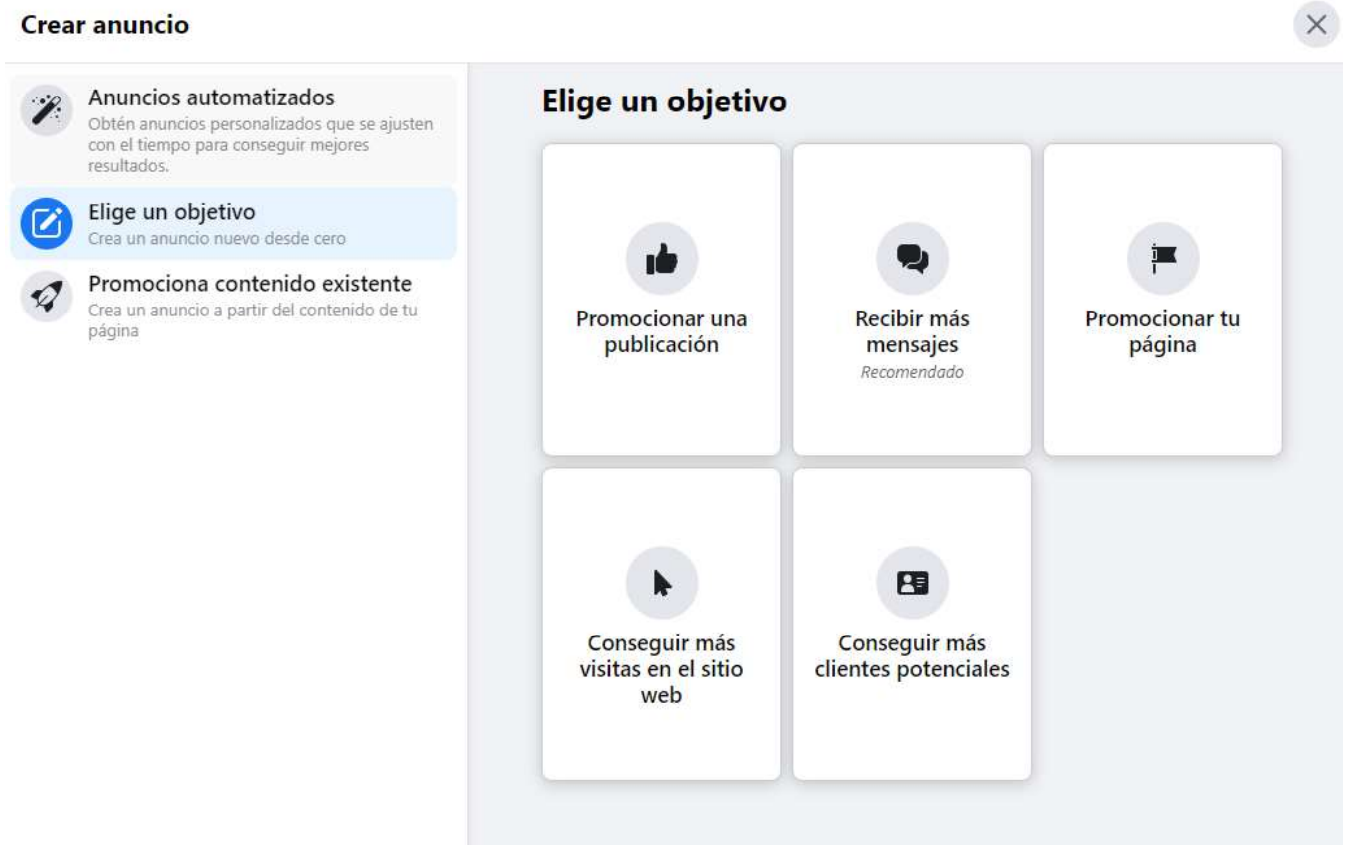 Crear anuncio
Anuncios automatizados
Obtén anuncios personalizados que se ajusten
con el tiempo para conseguir mejores
resultados.
Elige un objetivo
Crea un anuncio nuevo desde cero
Promociona contenido existente
Crea un anuncio a partir del contenido de tu
página
Elige un objetivo
Promocionar una
publicación
Recibir más
mensajes
Recomendado
Promocionar tu
página
Conseguir más
visitas en el sitio
web
Conseguir más
clientes potenciales